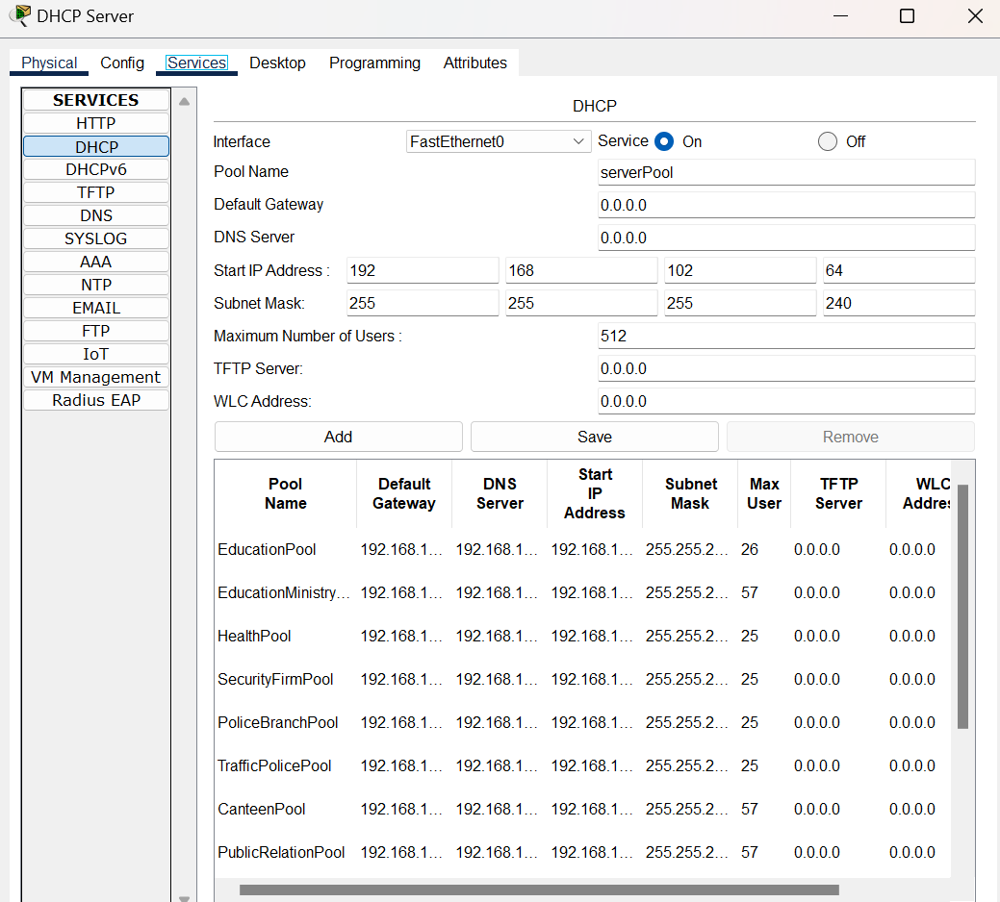 DHCP Server
Physical Config Services Desktop Programming Attributes
SERVICES
HTTP
DHCP
DHCPv6
TFTP
DNS
SYSLOG
AAA
NTP
EMAIL
FTP
IoT
VM Management
Radius EAP
DHCP
Interface FastEthernet0 Service On Off
Pool Name serverPool
Default Gateway 0.0.0.0
DNS Server 0.0.0.0
Start IP Address : 192 168 102 64
Subnet Mask: 255 255 255 240
Maximum Number of Users : 512
TFTP Server: 0.0.0.0
WLC Address: 0.0.0.0
Add Save Remove
Pool Name Default Gateway DNS Server Start IP Address Subnet Mask Max User TFTP Server WLC Addres
EducationPool 192.168.1... 192.168.1... 192.168.1... 255.255.2... 26 0.0.0.0 0.0.0.0
EducationMinistry... 192.168.1... 192.168.1... 192.168.1... 255.255.2... 57 0.0.0.0 0.0.0.0
HealthPool 192.168.1... 192.168.1... 192.168.1... 255.255.2... 25 0.0.0.0 0.0.0.0
SecurityFirmPool 192.168.1... 192.168.1... 192.168.1... 255.255.2... 25 0.0.0.0 0.0.0.0
PoliceBranchPool 192.168.1... 192.168.1... 192.168.1... 255.255.2... 25 0.0.0.0 0.0.0.0
TrafficPolicePool 192.168.1... 192.168.1... 192.168.1... 255.255.2... 25 0.0.0.0 0.0.0.0
CanteenPool 192.168.1... 192.168.1... 192.168.1... 255.255.2... 57 0.0.0.0 0.0.0.0
PublicRelationPool 192.168.1... 192.168.1... 192.168.1... 255.255.2... 57 0.0.0.0 0.0.0.0